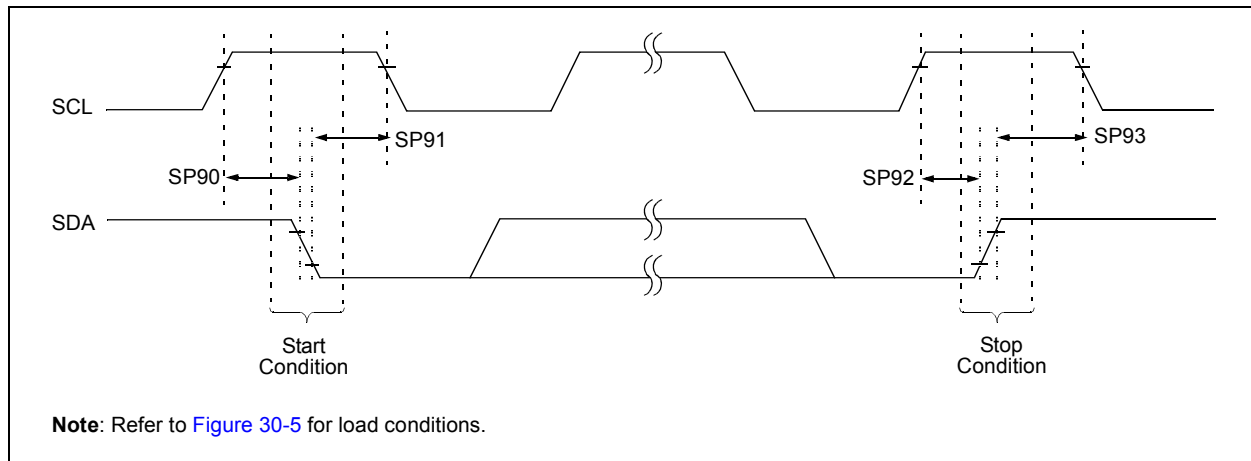 SCL
SP91
SP93
SP90
SP92
SDA
Start
Condition
Stop
Condition
Note: Refer to Figure 30-5 for load conditions.